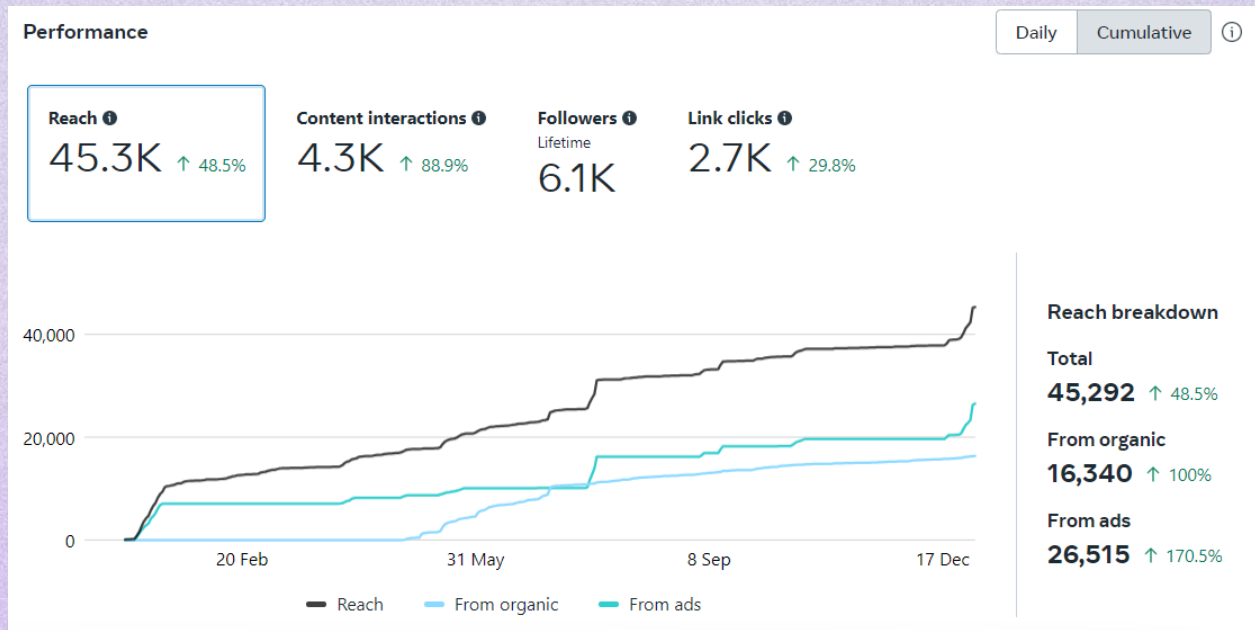 Performance
Daily
Cumulative
Reach
45.3K ↑ 48.5%
Content interactions
4.3K ↑ 88.9%
Followers
Lifetime
6.1K
Link clicks
2.7K ↑ 29.8%
40,000
20,000
0
20 Feb
31 May
8 Sep
17 Dec
Reach
From organic
From ads
Reach breakdown
Total
45,292 ↑ 48.5%
From organic
16,340 ↑ 100%
From ads
26,515 ↑ 170.5%